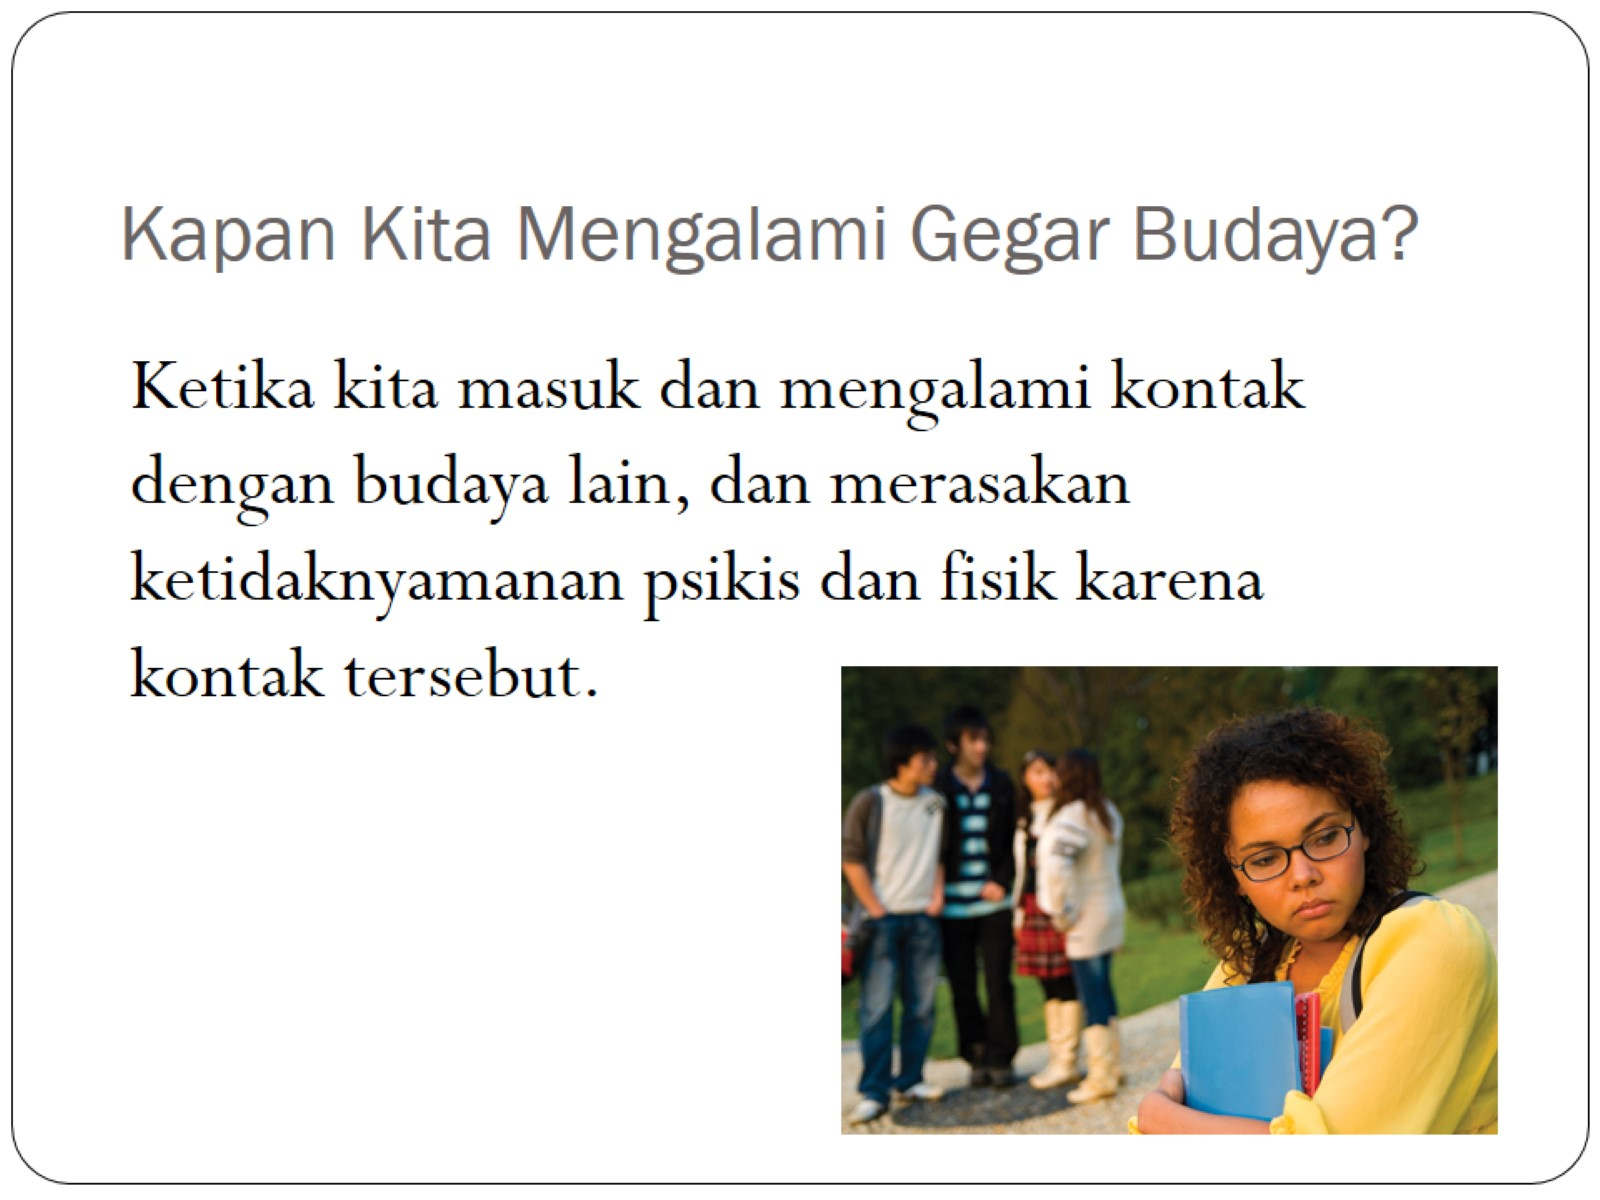 Kapan Kita Mengalami Gegar Budaya?
Ketika kita masuk dan mengalami kontak
dengan budaya lain, dan merasakan
ketidaknyamanan psikis dan fisik karena
kontak tersebut.